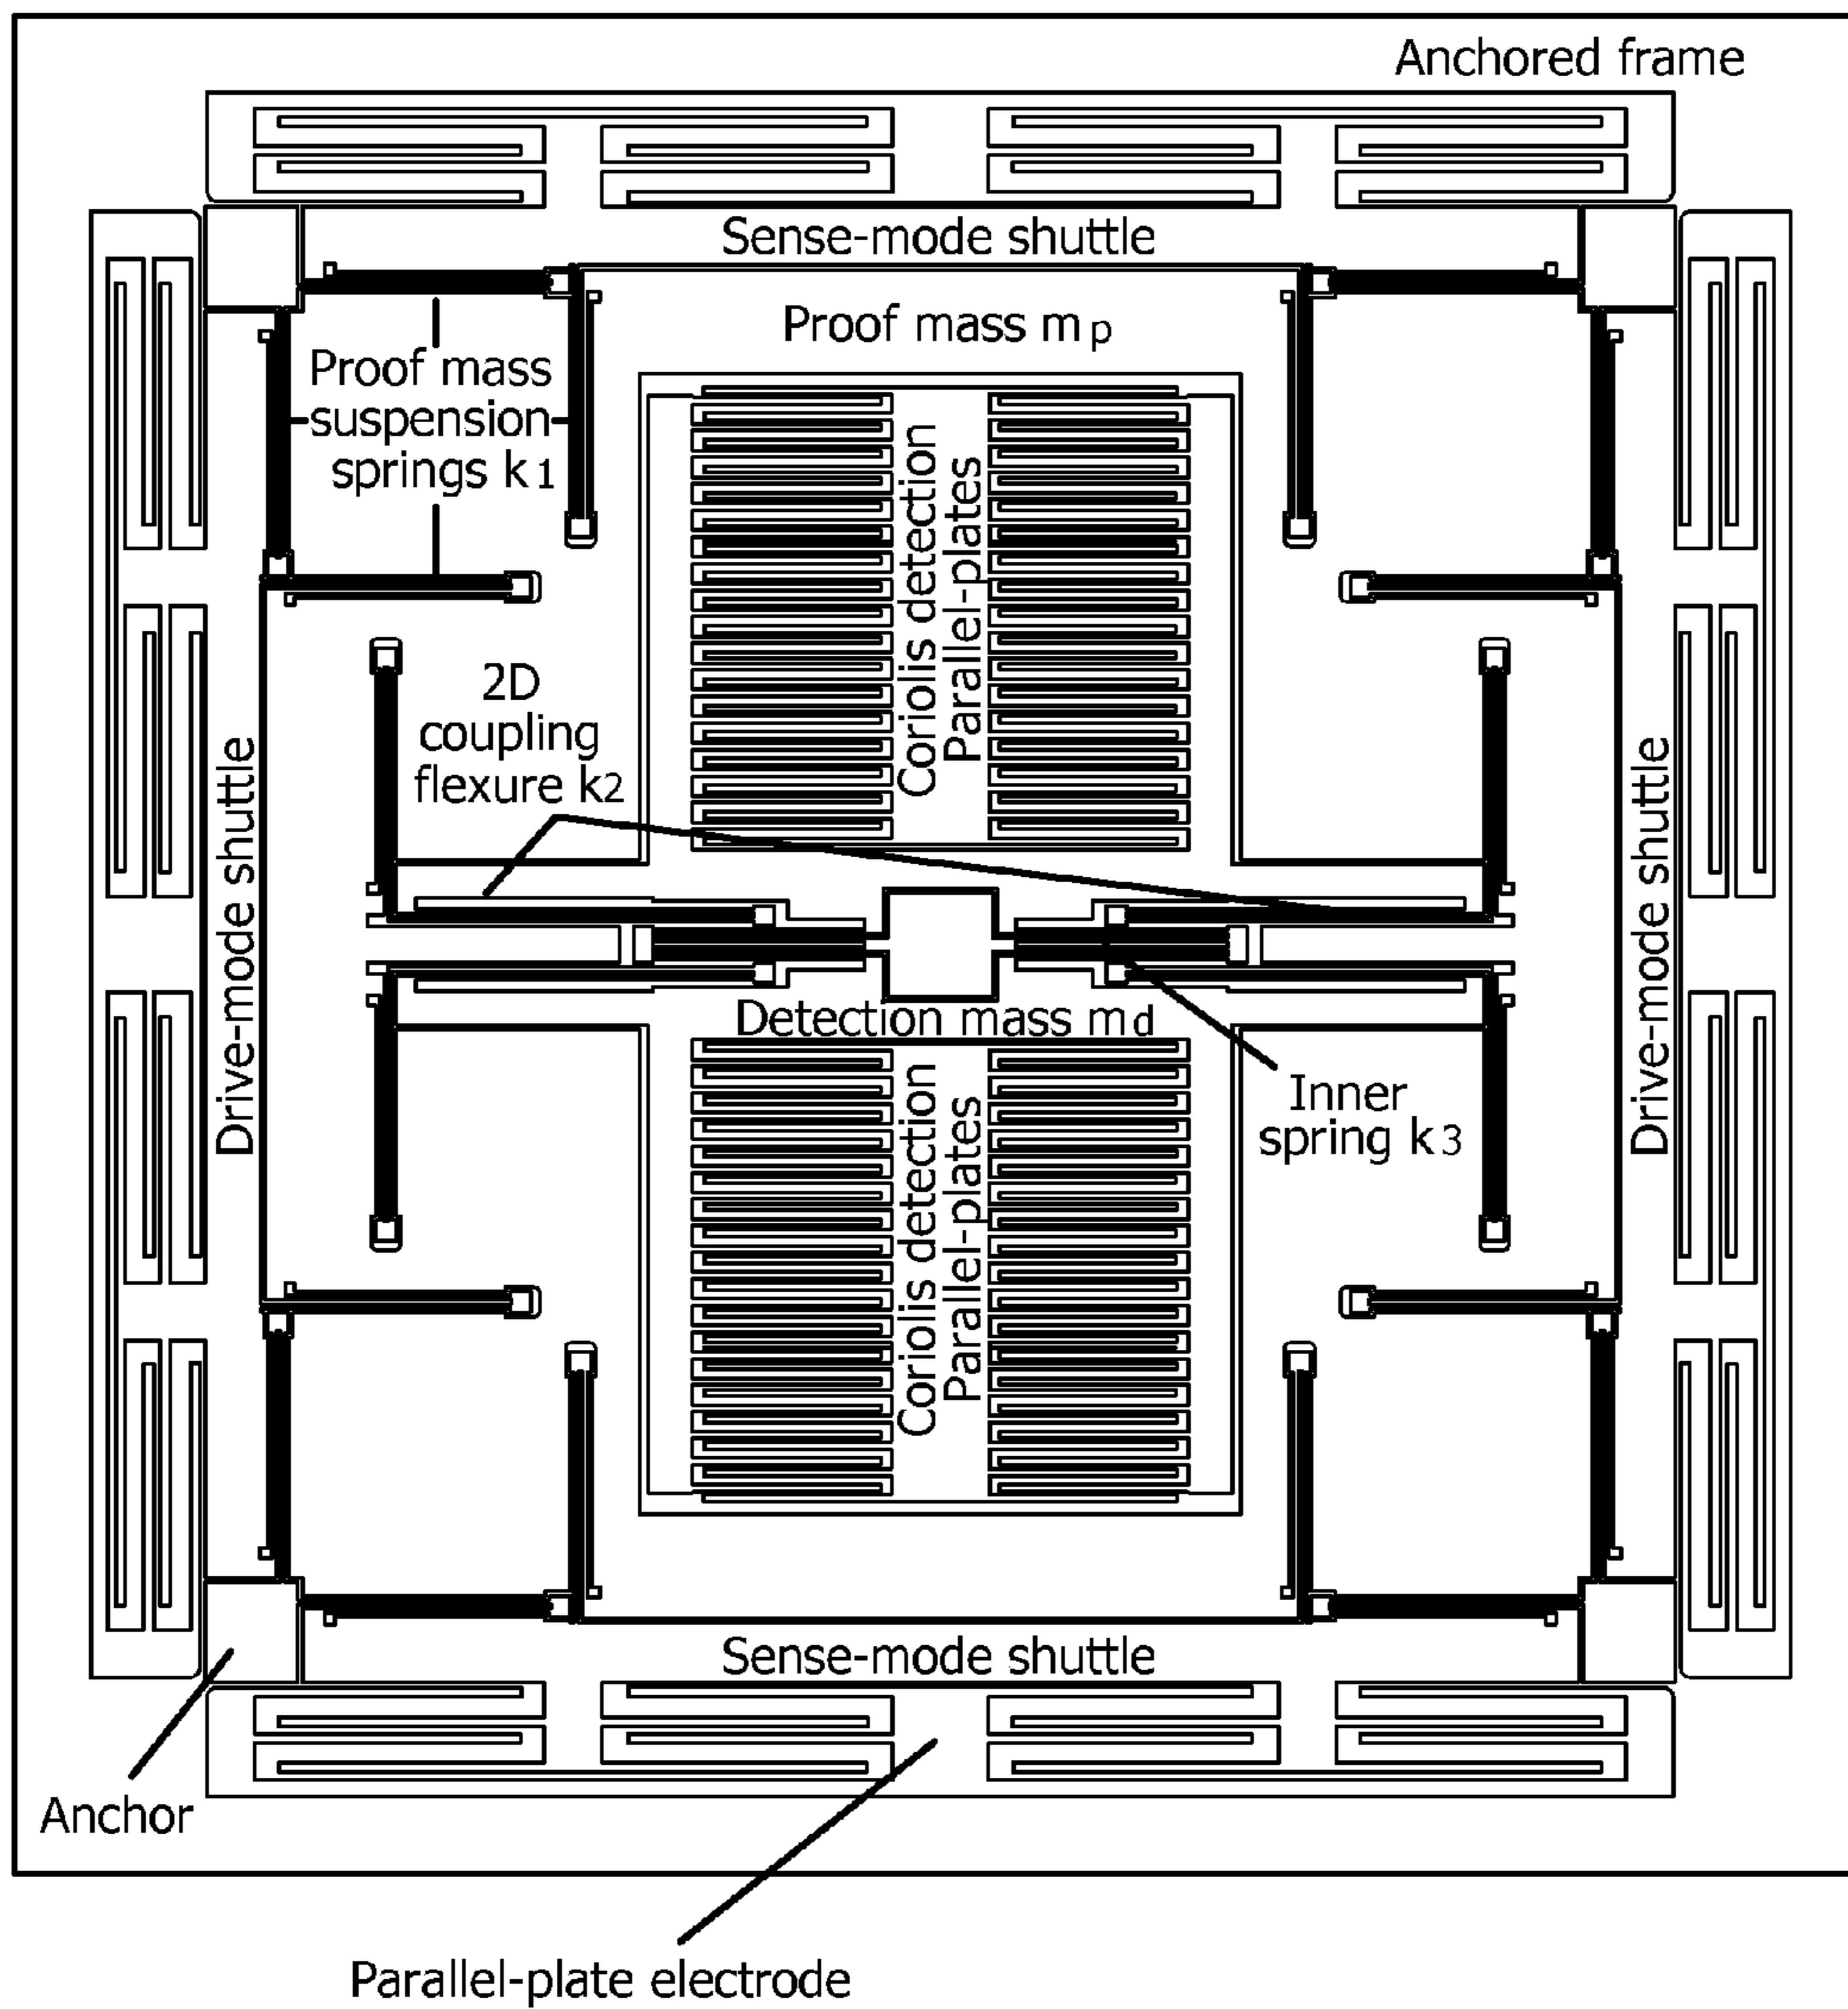 Anchored frame
Sense-mode shuttle
Proof mass mp
Proof mass
suspension
springs k1
Coriolis detection
Parallel-plates
2D
coupling
flexure k2
Drive-mode shuttle
Drive-mode shuttle
Detection mass md
Inner
spring k3
Coriolis detection
Parallel-plates
Sense-mode shuttle
Anchor
Parallel-plate electrode